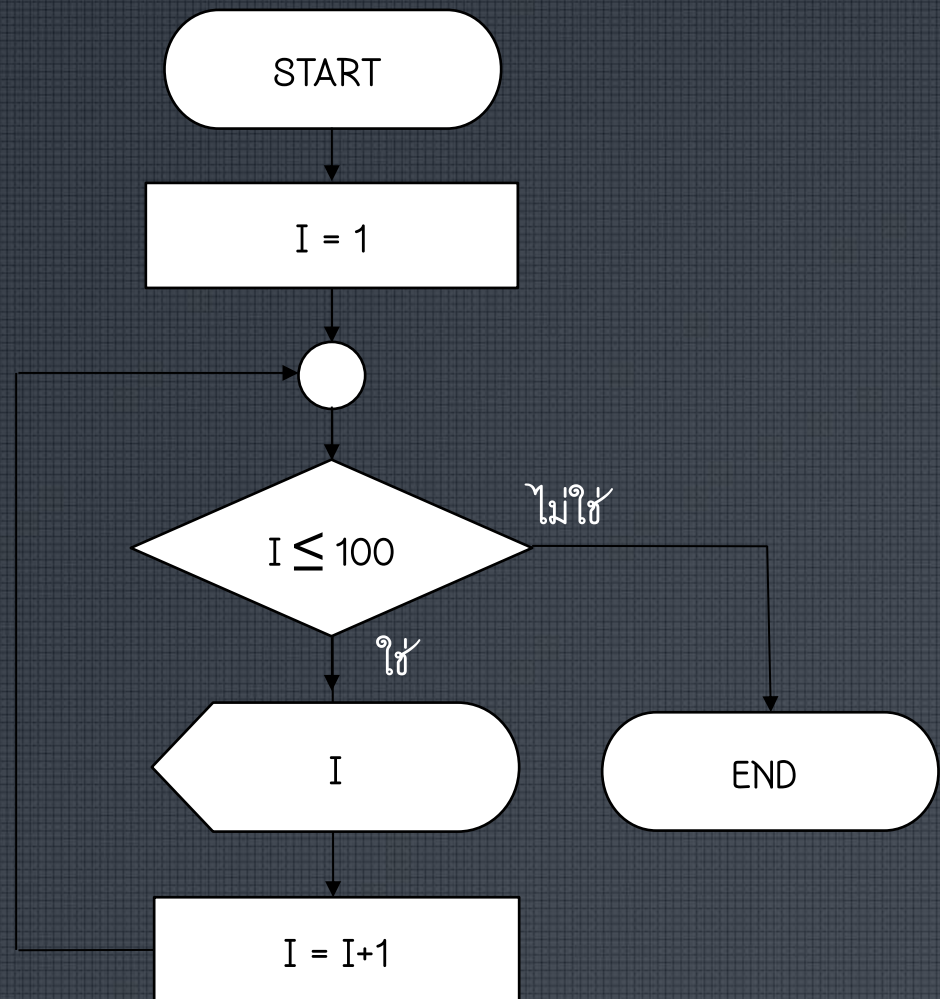 START
I = 1
I ≤ 100
ไม่ใช่
ใช่
I
END
I = I+1